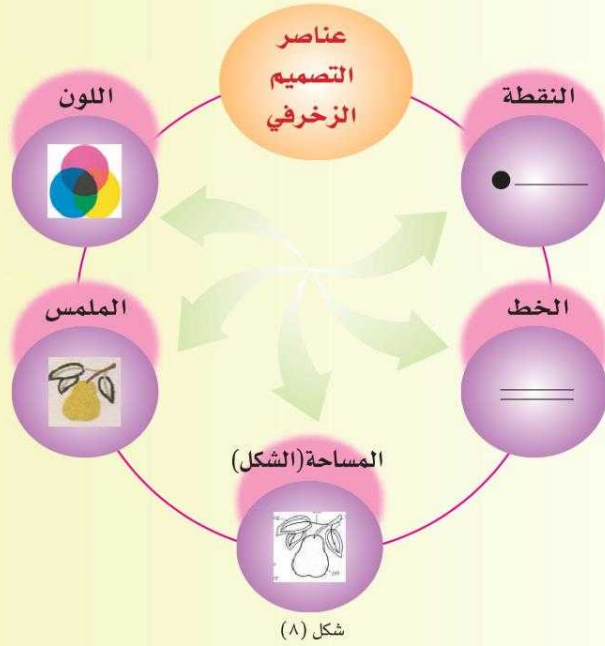 عناصر
التصميم
الزخرفي
النقطة
اللون
الخط
الملمس
المساحة(الشكل)
شكل (٨)